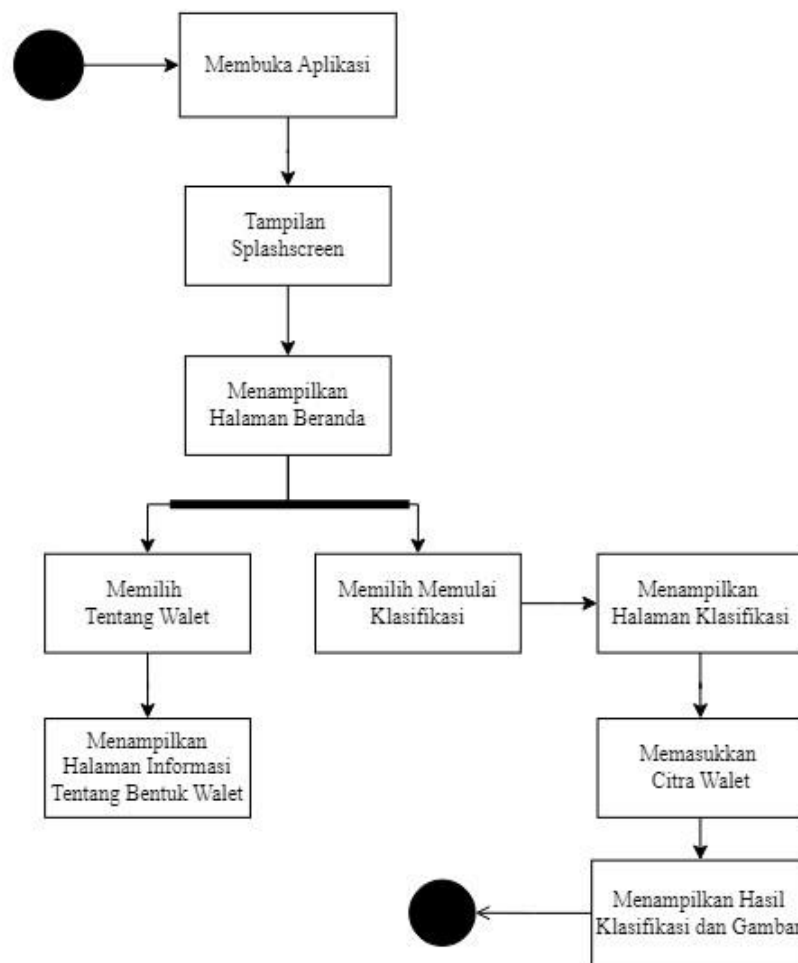 Membuka Aplikasi
Tampilan
Splashscreen
Menampilkan
Halaman Beranda
Memilih
Tentang Walet
Memilih Memulai
Klasifikasi
Menampilkan
Halaman Klasifikasi
Menampilkan
Halaman Informasi
Tentang Bentuk Walet
Memasukkan
Citra Walet
Menampilkan Hasil
Klasifikasi dan Gambar